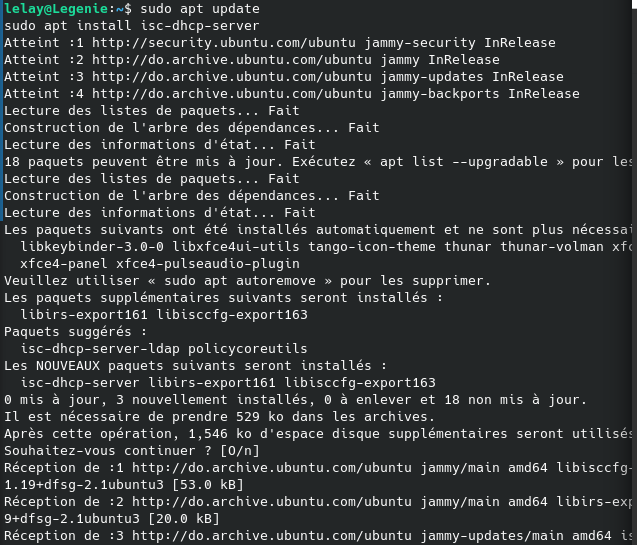 lelay@Legenie:~$ sudo apt update
sudo apt install isc-dhcp-server
Atteint :1 http://security.ubuntu.com/ubuntu jammy-security InRelease
Atteint :2 http://do.archive.ubuntu.com/ubuntu jammy InRelease
Atteint :3 http://do.archive.ubuntu.com/ubuntu jammy-updates InRelease
Atteint :4 http://do.archive.ubuntu.com/ubuntu jammy-backports InRelease
Lecture des listes de paquets... Fait
Construction de l'arbre des dépendances... Fait
Lecture des informations d'état... Fait
18 paquets peuvent être mis à jour. Exécutez « apt list --upgradable » pour les
Lecture des listes de paquets... Fait
Construction de l'arbre des dépendances... Fait
Lecture des informations d'état... Fait
Les paquets suivants ont été installés automatiquement et ne sont plus nécessai
libkeybinder-3.0-0 libxfce4ui-utils tango-icon-theme thunar thunar-volman xfc
xfce4-panel xfce4-pulseaudio-plugin
Veuillez utiliser « sudo apt autoremove » pour les supprimer.
Les paquets supplémentaires suivants seront installés :
libirs-export161 libisccfg-export163
Paquets suggérés :
isc-dhcp-server-ldap policycoreutils
Les NOUVEAUX paquets suivants seront installés :
isc-dhcp-server libirs-export161 libisccfg-export163
0 mis à jour, 3 nouvellement installés, 0 à enlever et 18 non mis à jour.
Il est nécessaire de prendre 529 ko dans les archives.
Après cette opération, 1,546 ko d'espace disque supplémentaires seront utilisés
Souhaitez-vous continuer ? [O/n]
Réception de :1 http://do.archive.ubuntu.com/ubuntu jammy/main amd64 libisccfg-
1.19+dfsg-2.1ubuntu3 [53.0 kB]
Réception de :2 http://do.archive.ubuntu.com/ubuntu jammy/main amd64 libirs-exp
9+dfsg-2.1ubuntu3 [20.0 kB]
Réception de :3 http://do.archive.ubuntu.com/ubuntu jammy-updates/main amd64 is